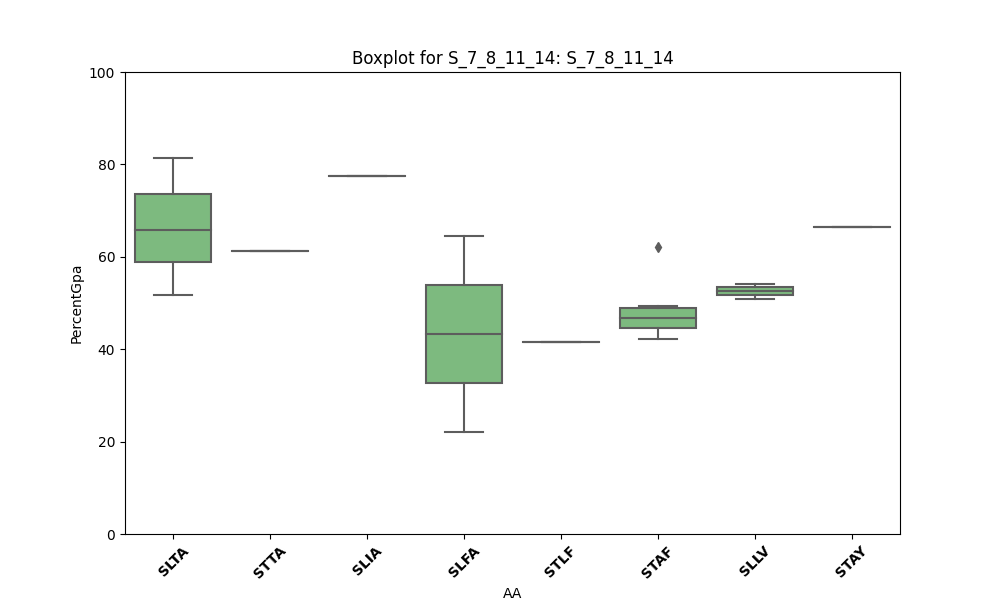 Boxplot for S_7_8_11_14: S_7_8_11_14
100
80
60
40
20
0
PercentGpa
SLTA STTA SLIA SLFA STLF STAF SLLV STAY
AA